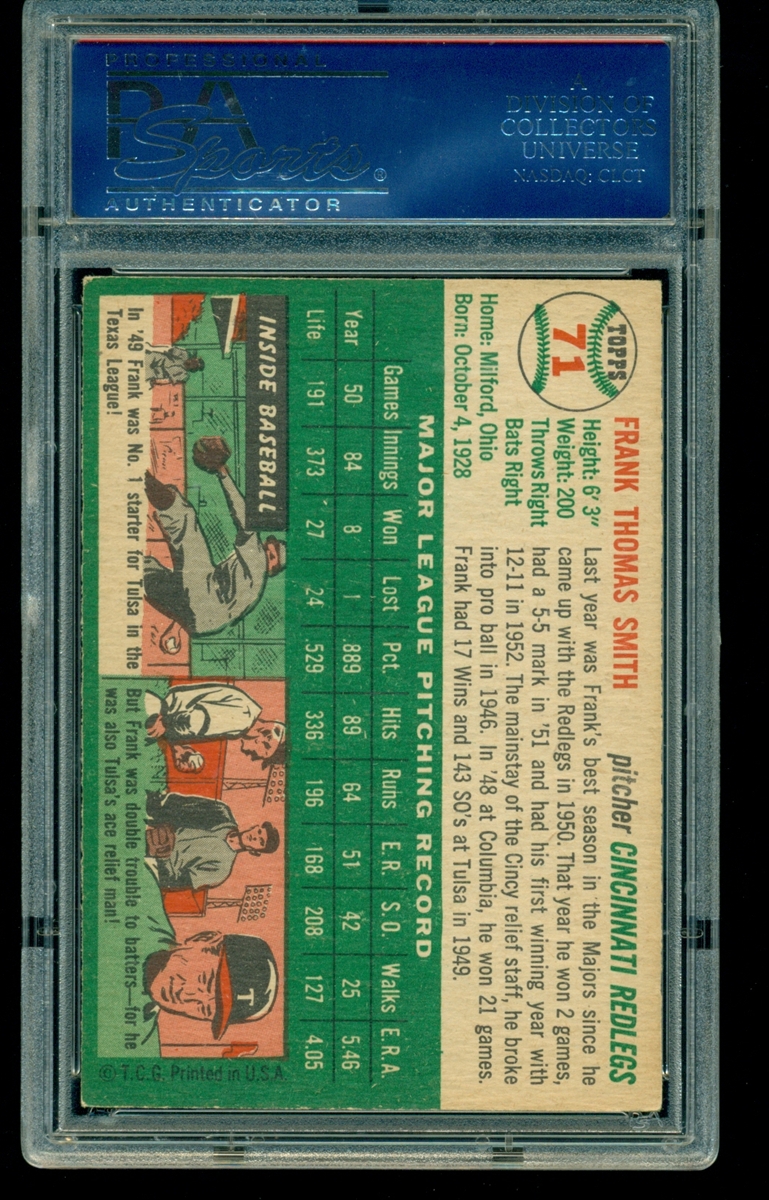 PROFESSIONAL
PSA
Sports®
AUTHENTICATOR
A
DIVISION OF
COLLECTORS
UNIVERSE
NASDAQ: CLCT
TOPPS
71
FRANK THOMAS SMITH
pitcher CINCINNATI REDLEGS
Height: 6' 3"
Weight: 200
Throws Right
Bats Right
Home: Milford, Ohio
Born: October 4, 1928
Last year was Frank's best season in the Majors since he
came up with the Redlegs in 1950. That year he won 2 games,
had a 5-5 mark in '51 and had his first winning year with
12-11 in 1952. The mainstay of the Cincy relief staff, he broke
into pro ball in 1946. In '48 at Columbia, he won 21 games.
Frank had 17 Wins and 143 SO's at Tulsa in 1949.
MAJOR LEAGUE PITCHING RECORD
Games Innings Won Lost Pct. Hits Runs E.R. S.O. Walks E.R.A.
Year 50 84 8 1 .889 89 64 51 42 25 5.46
Life 191 373 27 24 .529 336 196 168 208 127 4.05
INSIDE BASEBALL
T
In '49 Frank was No. 1 starter for Tulsa in the
Texas League!
But Frank was double trouble to batters—for he
was also Tulsa's ace relief man!
© T.C.G. Printed in U.S.A